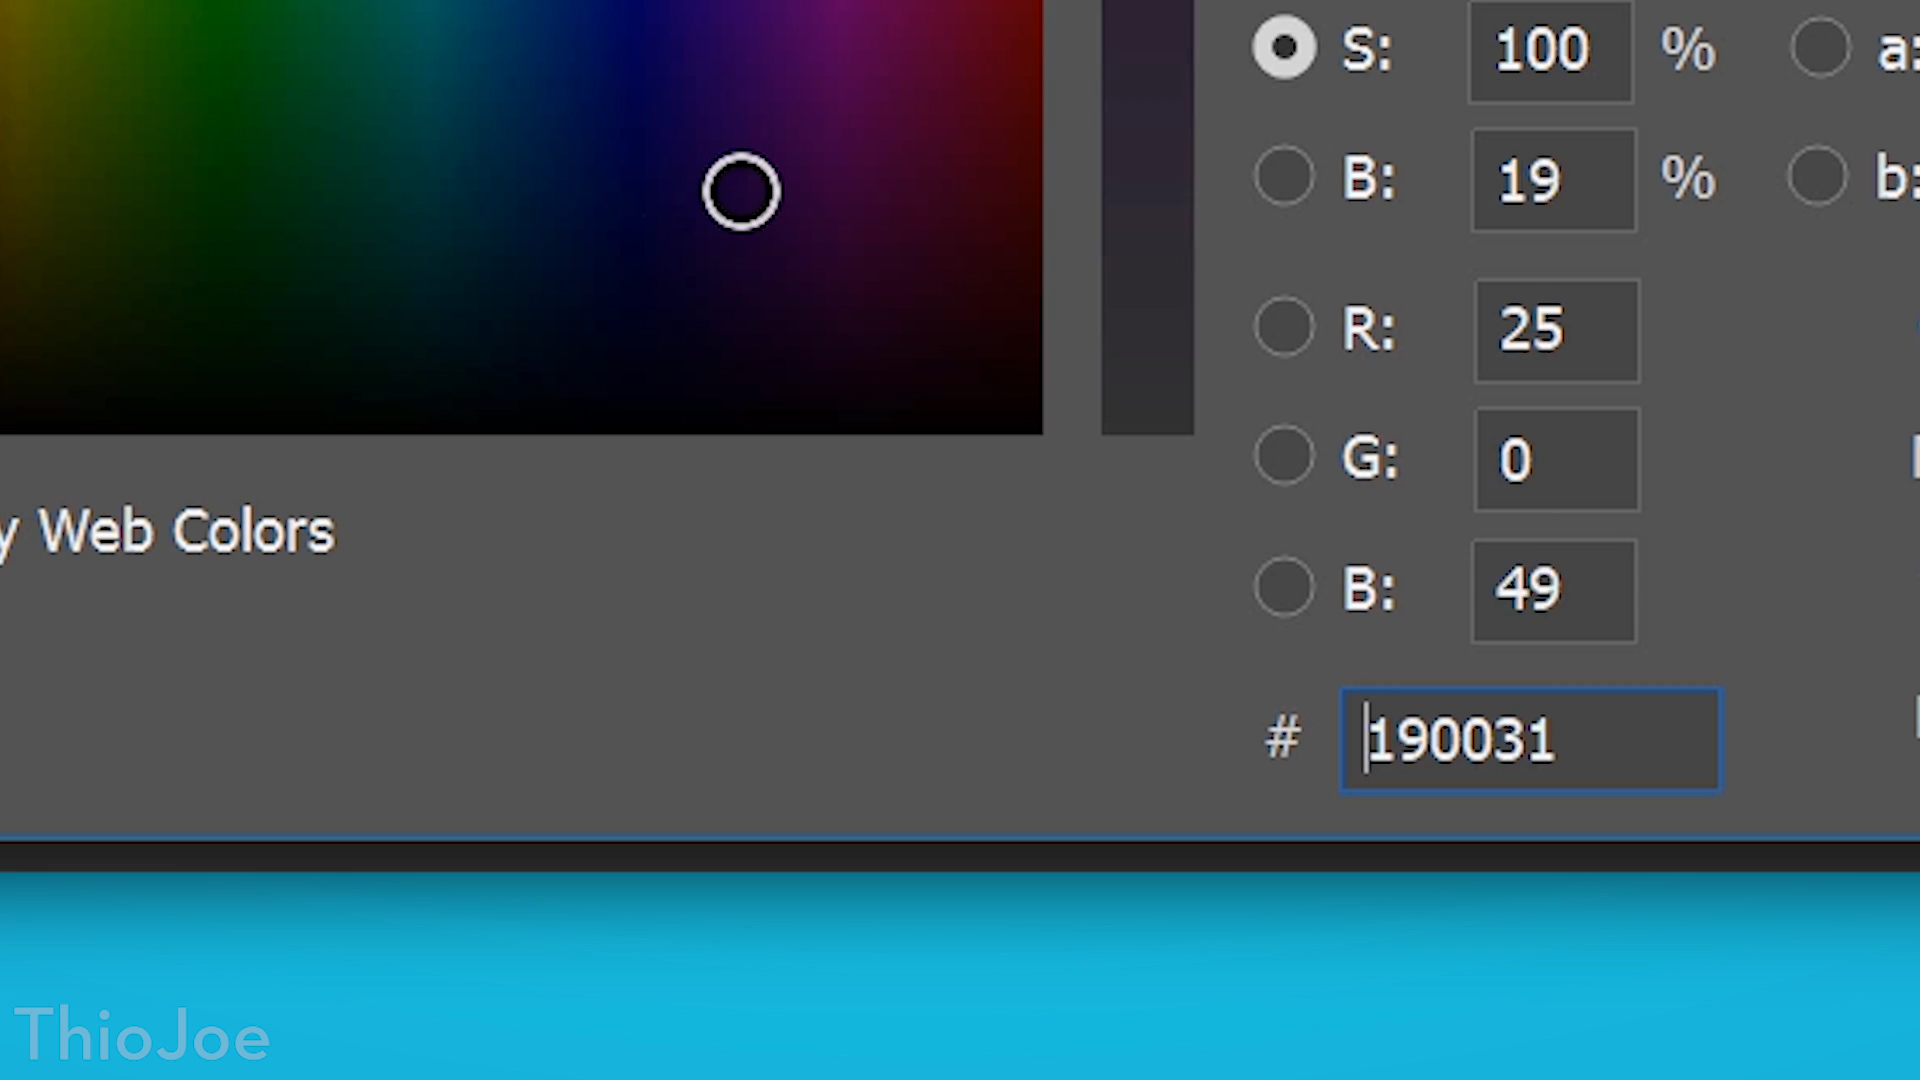 S: 100 % a:
B: 19 % b:
R: 25
G: 0
y Web Colors
B: 49
# 190031
ThioJoe